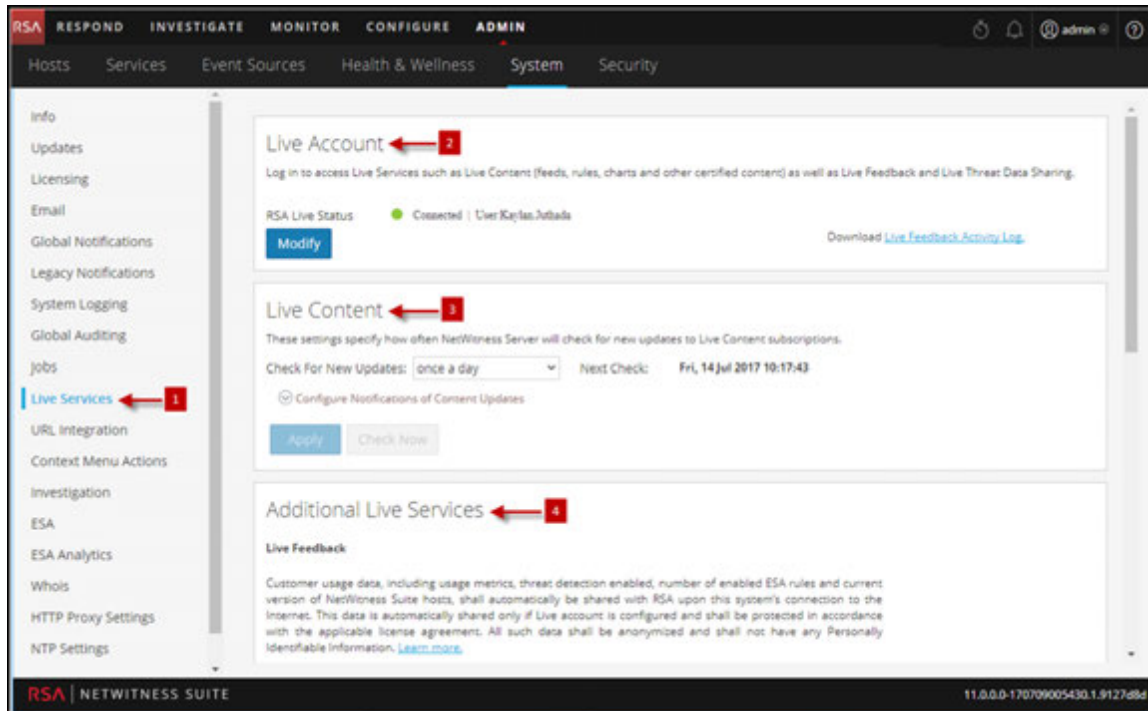 RSA RESPOND INVESTIGATE MONITOR CONFIGURE ADMIN admin
Hosts Services Event Sources Health & Wellness System Security
Info
Updates
Licensing
Email
Global Notifications
Legacy Notifications
System Logging
Global Auditing
Jobs
Live Services 1
URL Integration
Context Menu Actions
Investigation
ESA
ESA Analytics
Whois
HTTP Proxy Settings
NTP Settings
Live Account 2
Log in to access Live Services such as Live Content (feeds, rules, charts and other certified content) as well as Live Feedback and Live Threat Data Sharing.
RSA Live Status Connected | User Kaylan.Juthada
Modify
Download Live Feedback Activity Log.
Live Content 3
These settings specify how often NetWitness Server will check for new updates to Live Content subscriptions.
Check For New Updates: once a day Next Check: Fri, 14 Jul 2017 10:17:43
Configure Notifications of Content Updates
Apply Check Now
Additional Live Services 4
Live Feedback
Customer usage data, including usage metrics, threat detection enabled, number of enabled ESA rules and current
version of NetWitness Suite hosts, shall automatically be shared with RSA upon this system's connection to the
Internet. This data is automatically shared only if Live account is configured and shall be protected in accordance
with the applicable license agreement. All such data shall be anonymized and shall not have any Personally
Identifiable Information. Learn more.
RSA | NETWITNESS SUITE 11.0.0.0-170709005430.1.9127d8d